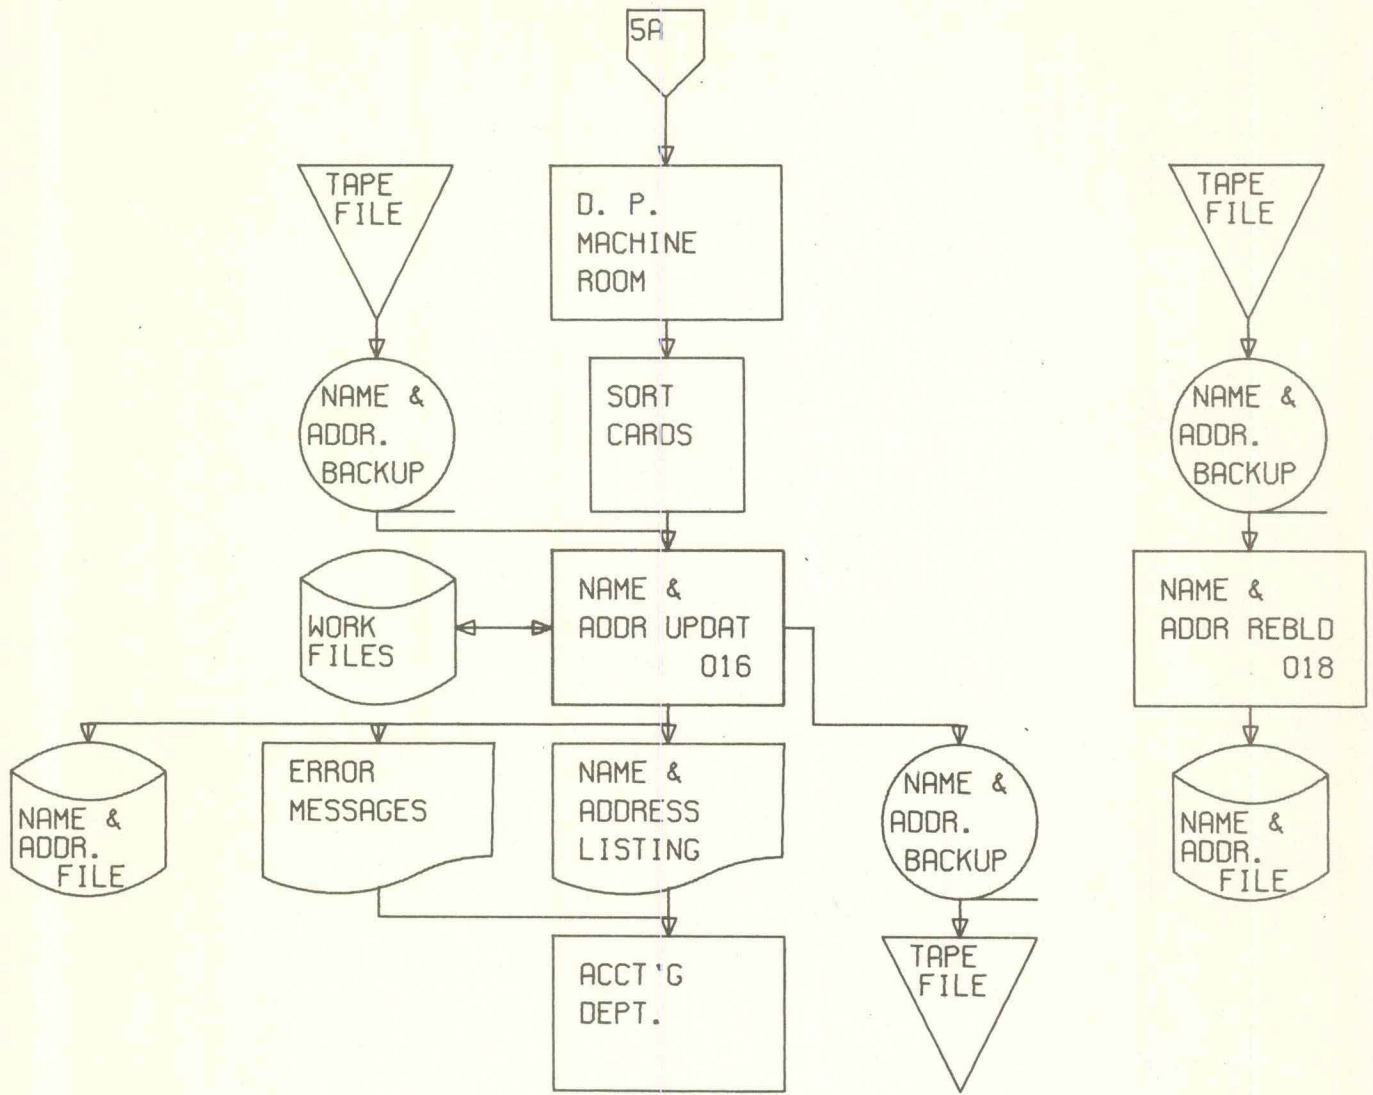 5A
TAPE
FILE
D. P.
MACHINE
ROOM
TAPE
FILE
NAME &
ADDR.
BACKUP
SORT
CARDS
NAME &
ADDR.
BACKUP
WORK
FILES
NAME &
ADDR UPDAT
016
NAME &
ADDR REBLD
018
NAME &
ADDR.
FILE
ERROR
MESSAGES
NAME &
ADDRESS
LISTING
NAME &
ADDR.
BACKUP
NAME &
ADDR.
FILE
ACCT'G
DEPT.
TAPE
FILE